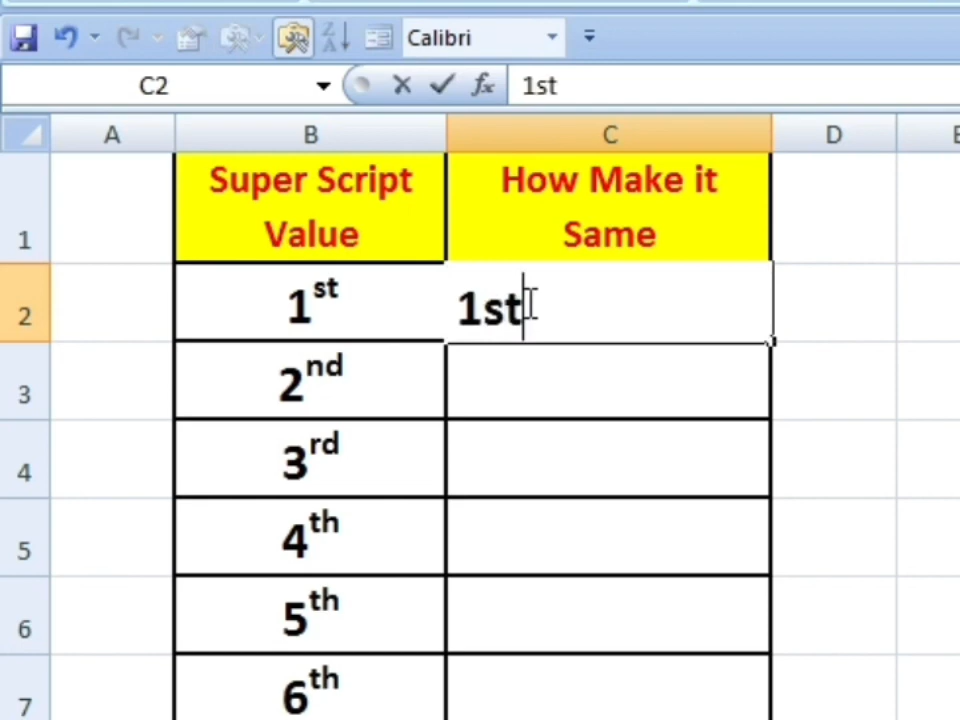 Calibri
C2
fx
1st
A
B
C
D
E
1
Super Script
Value
How Make it
Same
2
1st
1st
3
2nd
4
3rd
5
4th
6
5th
7
6th